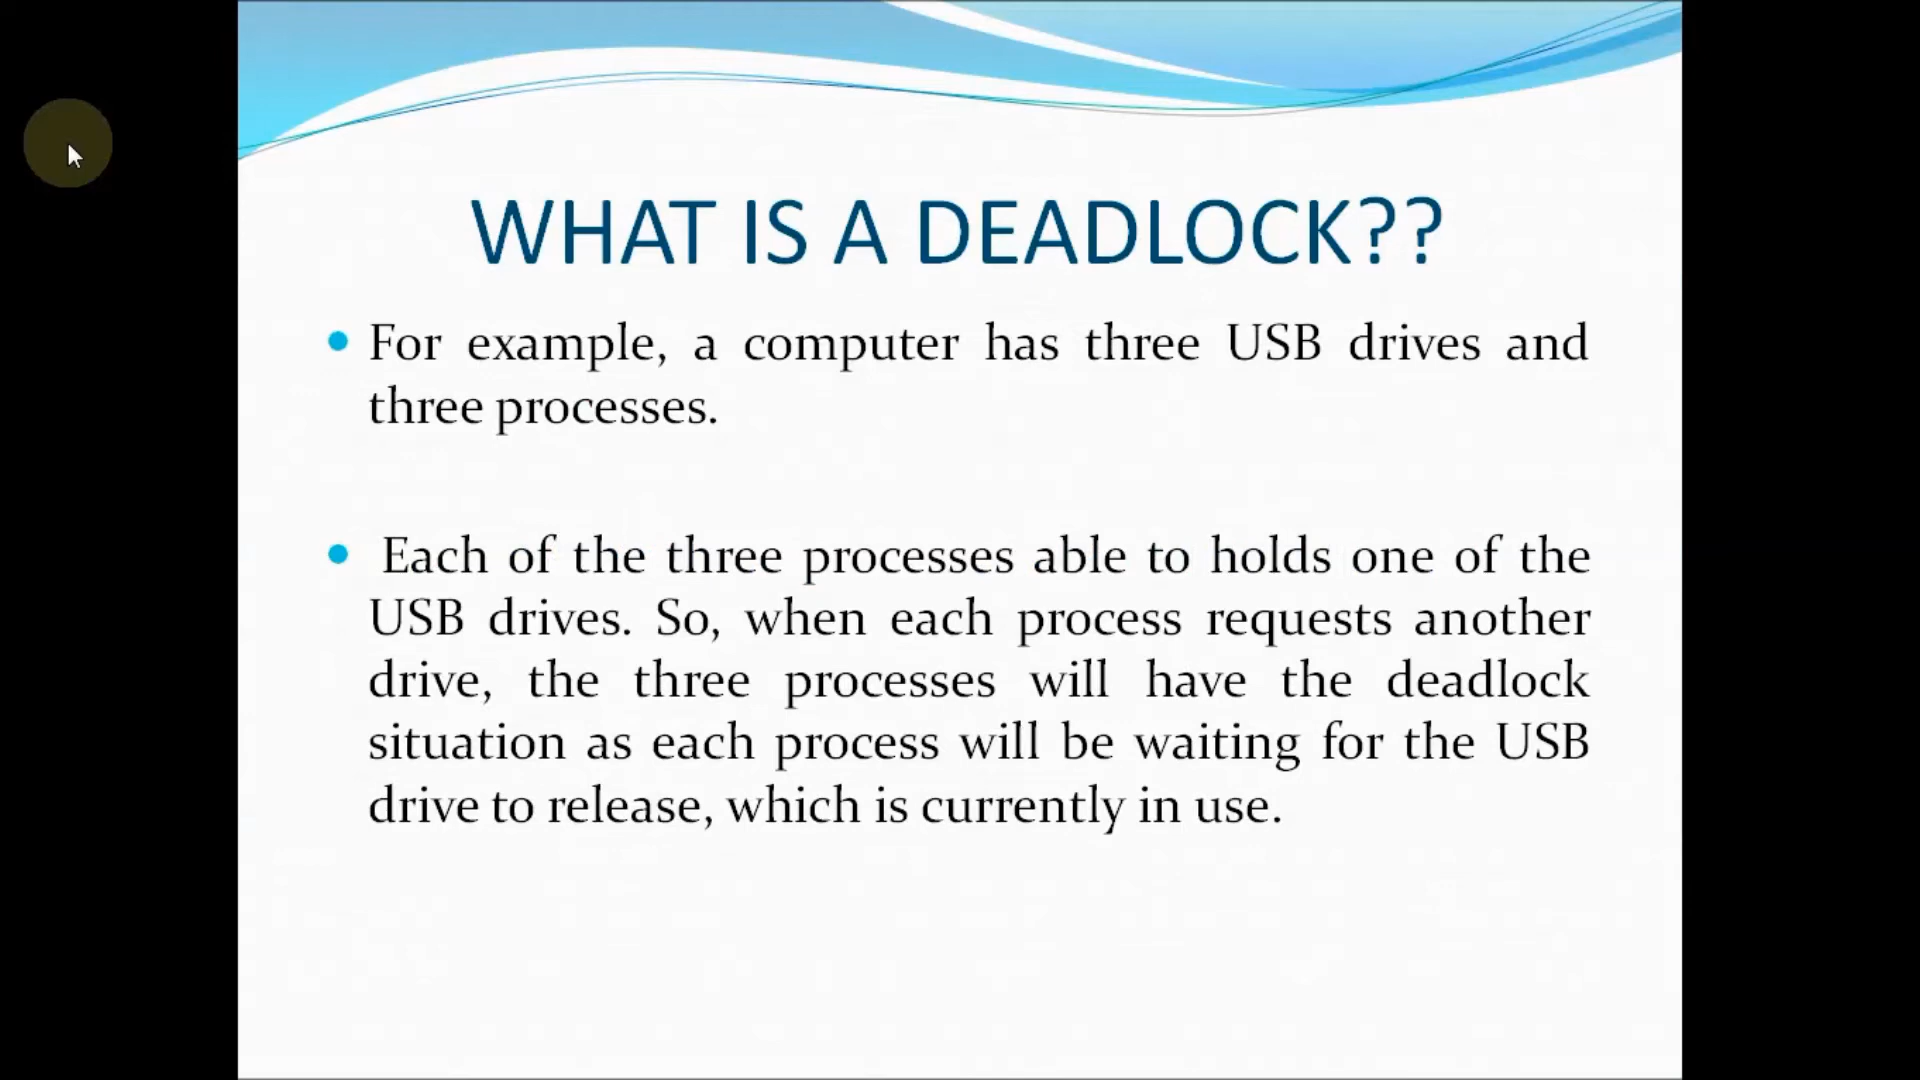 WHAT IS A DEADLOCK??
For example, a computer has three USB drives and
three processes.
Each of the three processes able to holds one of the
USB drives. So, when each process requests another
drive, the three processes will have the deadlock
situation as each process will be waiting for the USB
drive to release, which is currently in use.